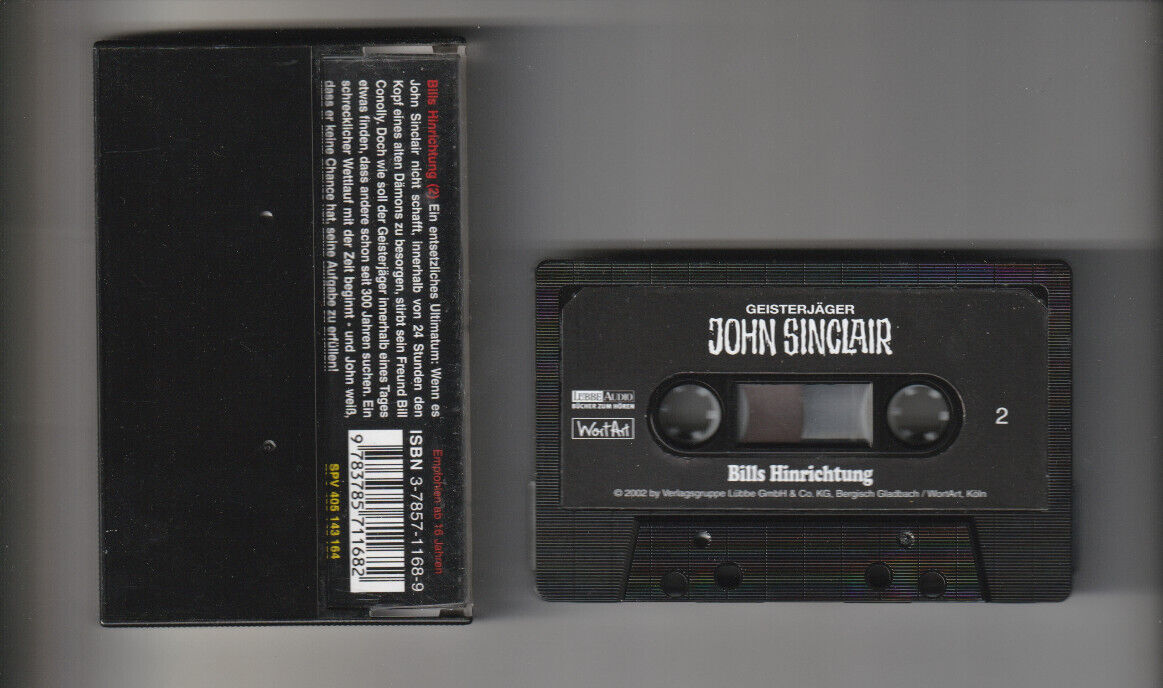 Bills Hinrichtung (2) Ein entsetzliches Ultimatum: Wenn es
John Sinclair nicht schafft, innerhalb von 24 Stunden den
Kopf eines alten Dämons zu besorgen, stirbt sein Freund Bill
Conolly. Doch wie soll der Geisterjäger innerhalb eines Tages
etwas finden, dass andere schon seit 300 Jahren suchen. Ein
schrecklicher Wettlauf mit der Zeit beginnt - und John weiß,
dass er keine Chance hat, seine Aufgabe zu erfüllen!
Empfohlen ab 16 Jahren
ISBN 3-7857-1168-9
9 783785 711682
SPV 405 143 164
GEISTERJÄGER
JOHN SINCLAIR
LÜBBE AUDIO
BÜCHER ZUM HÖREN
WortArt
2
Bills Hinrichtung
© 2002 by Verlagsgruppe Lübbe GmbH & Co. KG, Bergisch Gladbach / WortArt, Köln